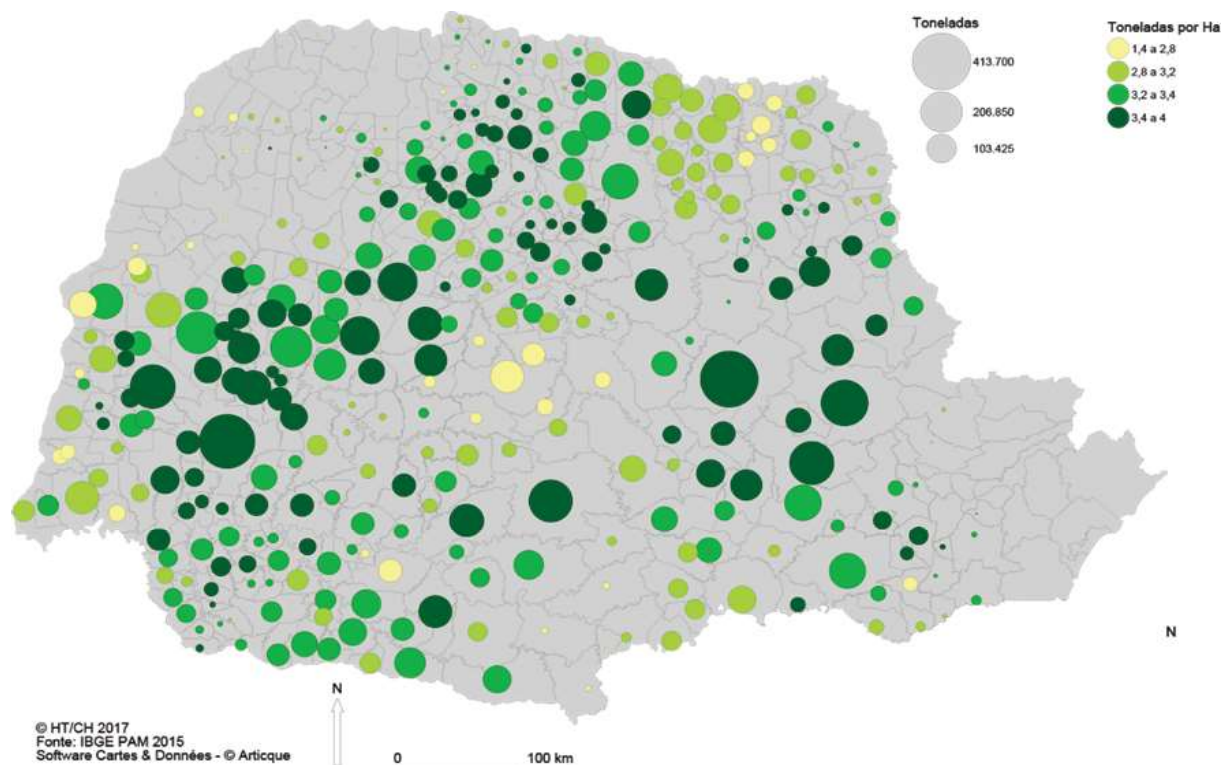 Toneladas
413.700
206.850
103.425
Toneladas por Ha
1,4 a 2,8
2,8 a 3,2
3,2 a 3,4
3,4 a 4
N
N
© HT/CH 2017
Fonte: IBGE PAM 2015
Software Cartes & Données - © Articque
0 100 km